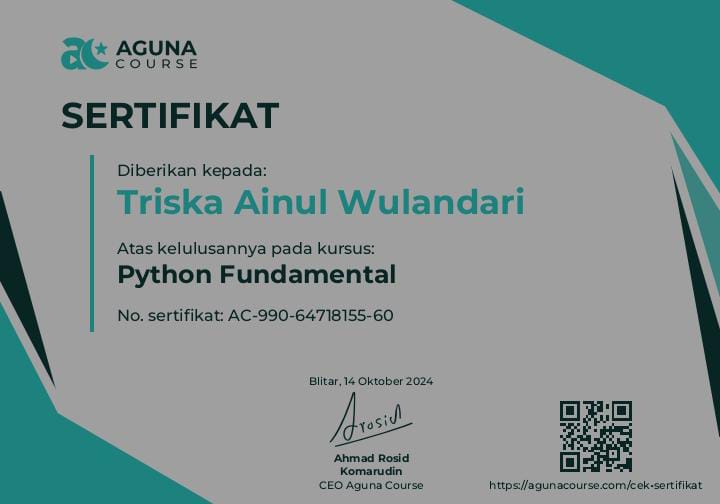 AGUNA
COURSE
SERTIFIKAT
Diberikan kepada:
Triska Ainul Wulandari
Atas kelulusannya pada kursus:
Python Fundamental
No. sertifikat: AC-990-64718155-60
Blitar, 14 Oktober 2024
Arosid
Ahmad Rosid
Komarudin
CEO Aguna Course
https://agunacourse.com/cek-sertifikat